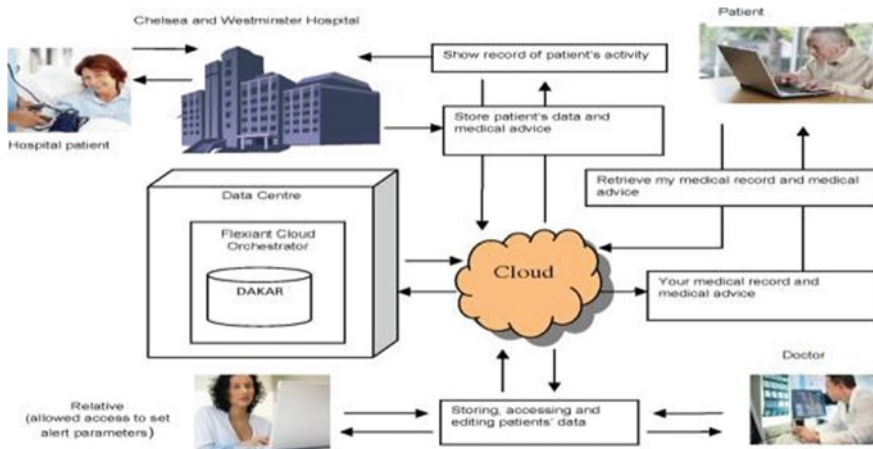 Chelsea and Westminster Hospital
Patient
Show record of patient's activity
Store patient's data and
medical advice
Hospital patient
Retrieve my medical record and medical
advice
Data Centre
Flexiant Cloud
Orchestrator
DAKAR
Cloud
Your medical record and
medical advice
Doctor
Relative
(allowed access to set
alert parameters)
Storing, accessing and
editing patients' data